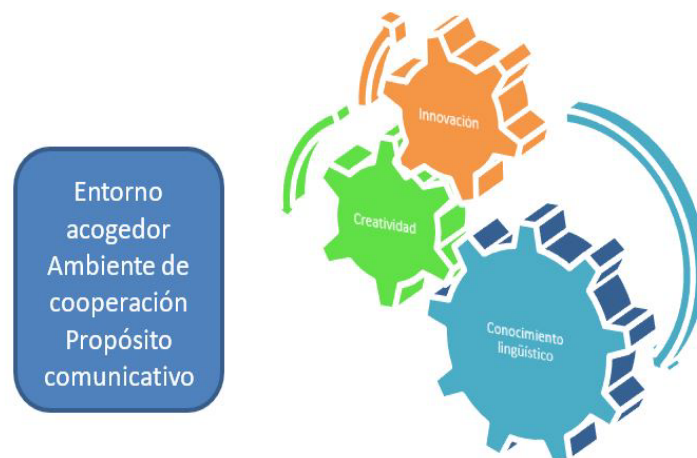 Entorno
acogedor
Ambiente de
cooperación
Propósito
comunicativo
Innovación
Creatividad
Conocimiento
lingüístico